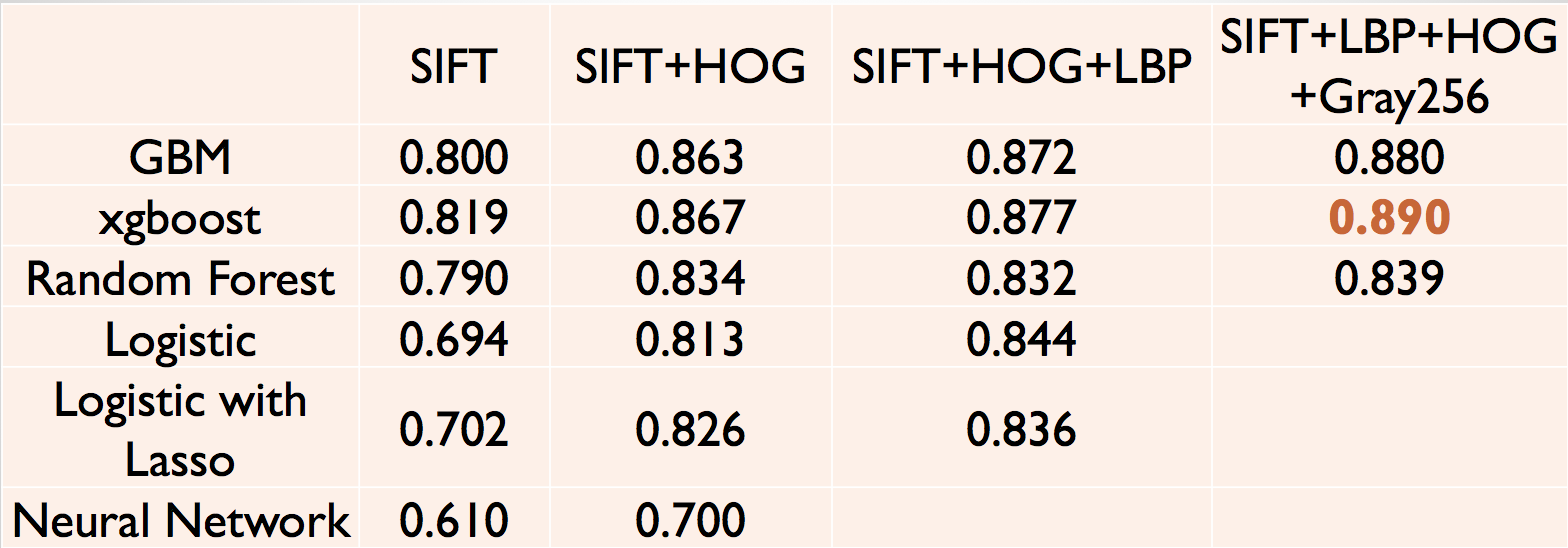 SIFT SIFT+HOG SIFT+HOG+LBP SIFT+LBP+HOG
+Gray256
GBM 0.800 0.863 0.872 0.880
xgboost 0.819 0.867 0.877 0.890
Random Forest 0.790 0.834 0.832 0.839
Logistic 0.694 0.813 0.844
Logistic with
Lasso 0.702 0.826 0.836
Neural Network 0.610 0.700